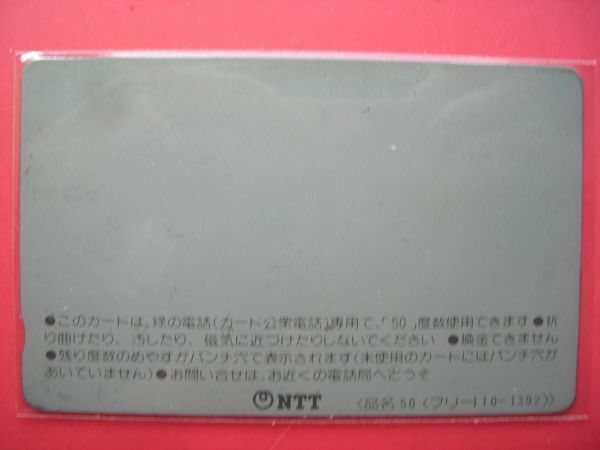 ●このカードは、緑の電話(カード公衆電話)専用で、「50」度数使用できます●折
り曲げたり、汚したり、磁気に近づけたりしないでください　●換金できません
●残り度数のめやすがパンチ穴で表示されます(未使用のカードにはパンチ穴が
あいていません)●お問い合せは、お近くの電話局へどうぞ
NTT 〈品名50〈フリー110-1392〉〉